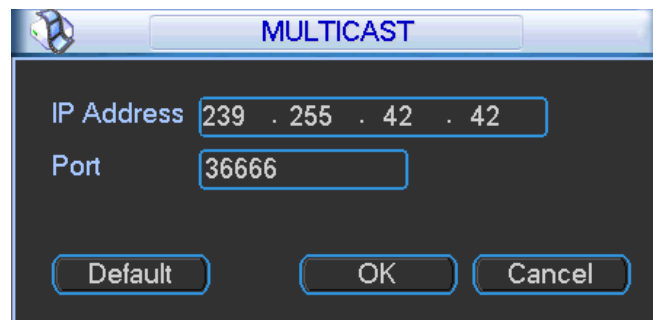 MULTICAST
IP Address 239 . 255 . 42 . 42
Port 36666
Default OK Cancel